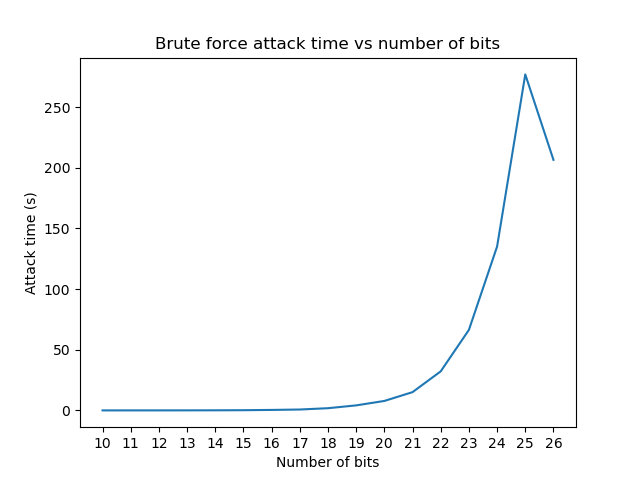 Brute force attack time vs number of bits
Attack time (s)
250
200
150
100
50
0
10 11 12 13 14 15 16 17 18 19 20 21 22 23 24 25 26
Number of bits